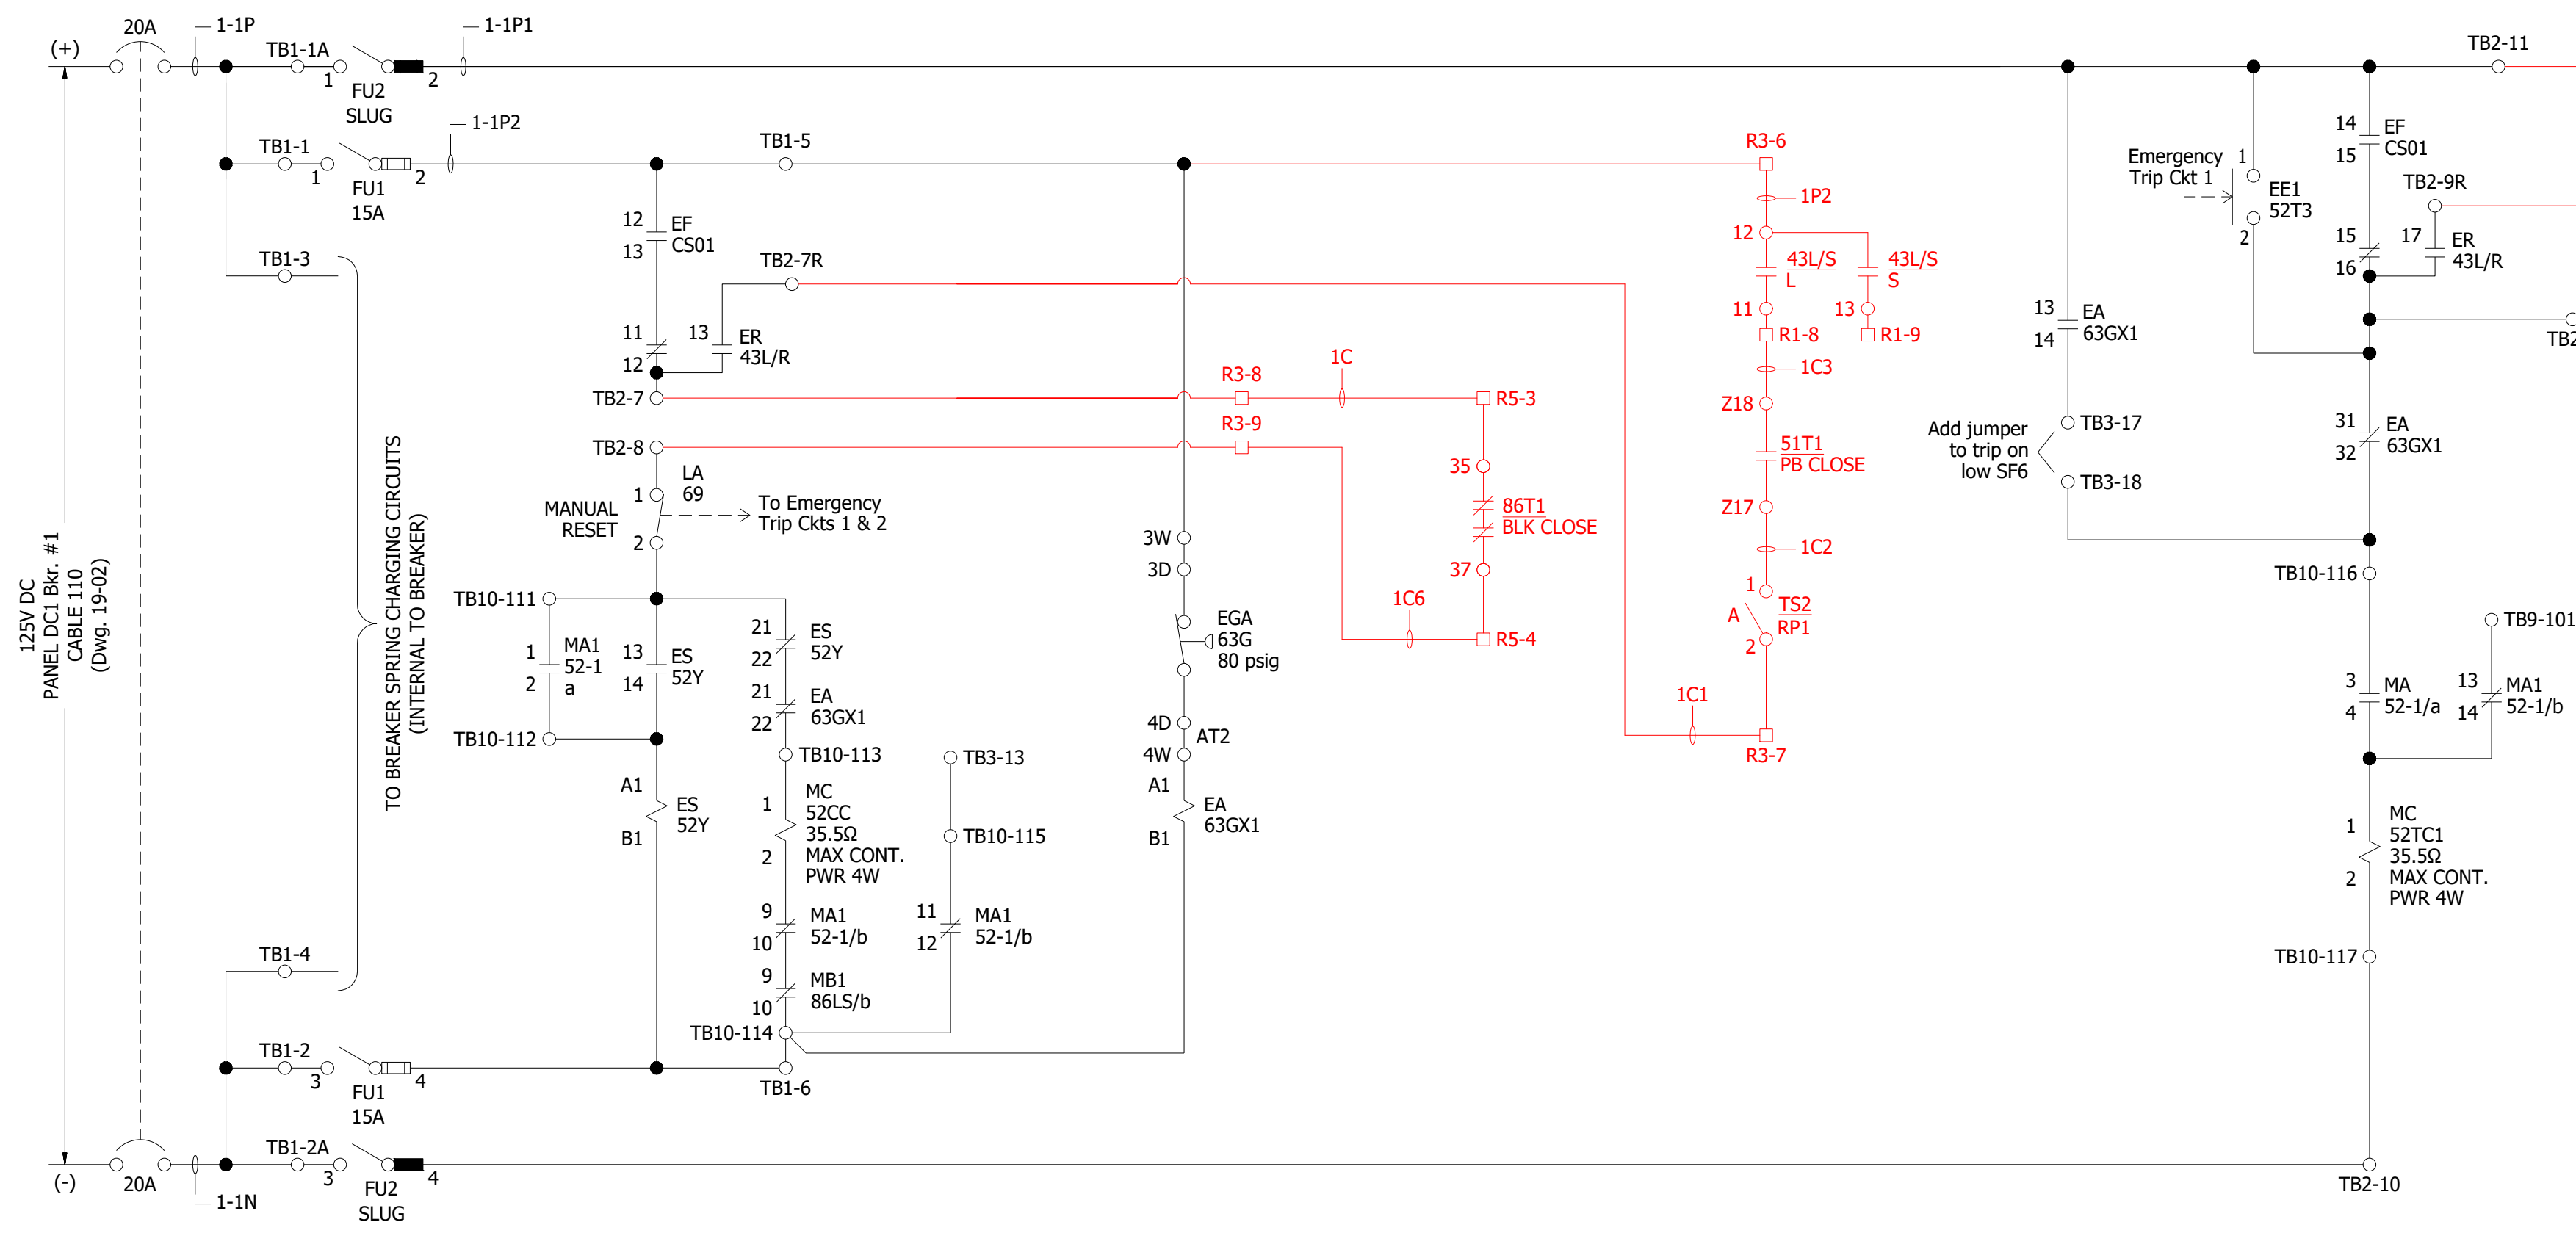 (+)
20A
1-1P
TB1-1A
1
2
FU2
SLUG
1-1P1
TB2-11
TB1-1
1
2
FU1
15A
1-1P2
TB1-5
R3-6
1P2
TB1-3
12
EF
13
CS01
TB2-7R
11
12
13
ER
43L/R
TB2-7
TB2-8
R3-8
R3-9
1C
R5-3
35
86T1
BLK CLOSE
37
1C6
R5-4
12
43L/S
L
43L/S
S
11
13
R1-8
R1-9
1C3
Z18
51T1
PB CLOSE
Z17
1C2
1
A
TS2
RP1
2
1C1
R3-7
Emergency
Trip Ckt 1
1
EE1
52T3
2
14
EF
CS01
15
TB2-9R
15
16
17
ER
43L/R
TB2
13
EA
63GX1
14
Add jumper
to trip on
low SF6
TB3-17
TB3-18
31
EA
63GX1
32
TB10-116
TB9-101
3
MA
52-1/a
4
13
MA1
52-1/b
14
MC
1
52TC1
35.5Ω
2
MAX CONT.
PWR 4W
TB10-117
TB2-10
125V DC
PANEL DC1 Bkr. #1
CABLE 110
(Dwg. 19-02)
TO BREAKER SPRING CHARGING CIRCUITS
(INTERNAL TO BREAKER)
LA
69
1
MANUAL
RESET
2
To Emergency
Trip Ckts 1 & 2
TB10-111
1
MA1
52-1
2
a
13
ES
52Y
14
TB10-112
21
ES
52Y
22
21
EA
63GX1
22
TB10-113
A1
ES
52Y
B1
MC
1
52CC
35.5Ω
2
MAX CONT.
PWR 4W
9
MA1
52-1/b
10
9
MB1
86LS/b
10
TB10-114
TB3-13
TB10-115
11
MA1
52-1/b
12
3W
3D
EGA
63G
80 psig
4D
AT2
4W
A1
EA
63GX1
B1
TB1-4
TB1-2
3
4
FU1
15A
TB1-6
TB1-2A
3
4
FU2
SLUG
(-)
20A
1-1N